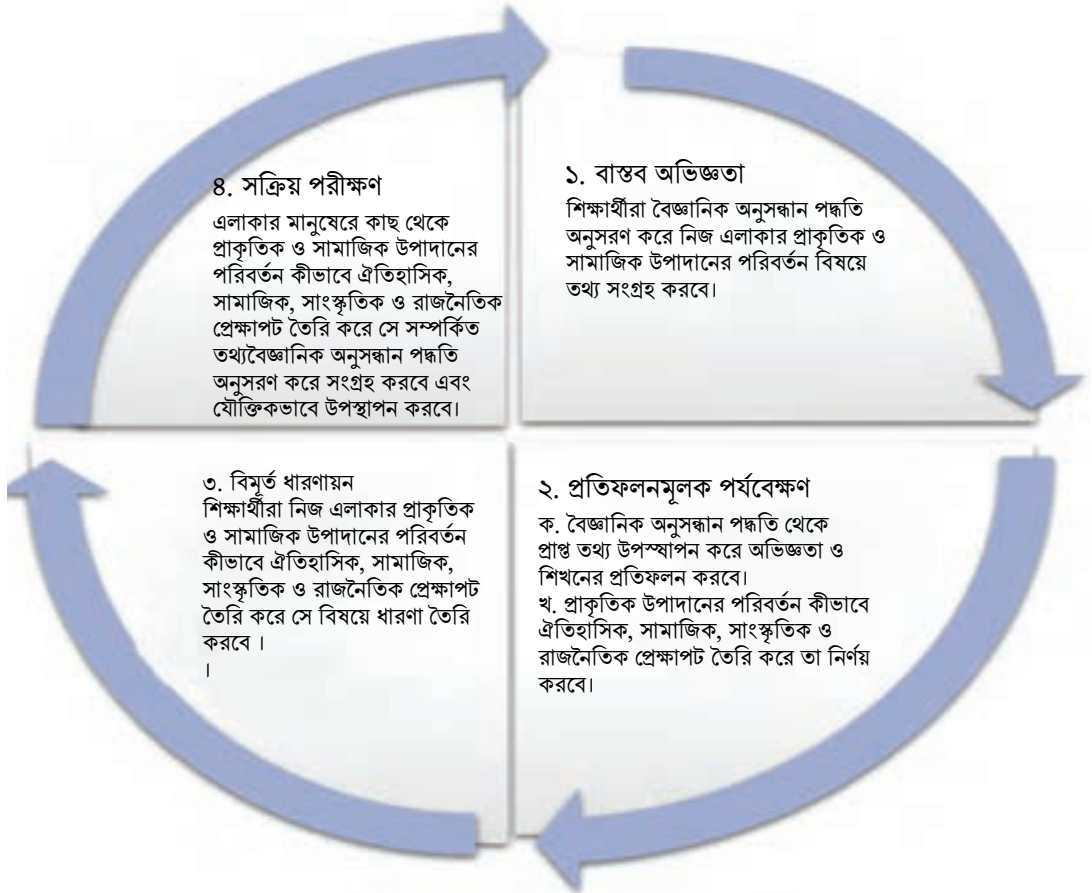 ১. বাস্তব অভিজ্ঞতা
শিক্ষার্থীরা বৈজ্ঞানিক অনুসন্ধান পদ্ধতি
অনুসরণ করে নিজ এলাকার প্রাকৃতিক ও
সামাজিক উপাদানের পরিবর্তন বিষয়ে
তথ্য সংগ্রহ করবে।
২. প্রতিফলনমূলক পর্যবেক্ষণ
ক. বৈজ্ঞানিক অনুসন্ধান পদ্ধতি থেকে
প্রাপ্ত তথ্য উপস্থাপন করে অভিজ্ঞতা ও
শিখনের প্রতিফলন করবে।
খ. প্রাকৃতিক উপাদানের পরিবর্তন কীভাবে
ঐতিহাসিক, সামাজিক, সাংস্কৃতিক ও
রাজনৈতিক প্রেক্ষাপট তৈরি করে তা নির্ণয়
করবে।
৩. বিমূর্ত ধারণায়ন
শিক্ষার্থীরা নিজ এলাকার প্রাকৃতিক
ও সামাজিক উপাদানের পরিবর্তন
কীভাবে ঐতিহাসিক, সামাজিক,
সাংস্কৃতিক ও রাজনৈতিক প্রেক্ষাপট
তৈরি করে সে বিষয়ে ধারণা তৈরি
করবে ।
।
৪. সক্রিয় পরীক্ষণ
এলাকার মানুষেরে কাছ থেকে
প্রাকৃতিক ও সামাজিক উপাদানের
পরিবর্তন কীভাবে ঐতিহাসিক,
সামাজিক, সাংস্কৃতিক ও রাজনৈতিক
প্রেক্ষাপট তৈরি করে সে সম্পর্কিত
তথ্যবৈজ্ঞানিক অনুসন্ধান পদ্ধতি
অনুসরণ করে সংগ্রহ করবে এবং
যৌক্তিকভাবে উপস্থাপন করবে।